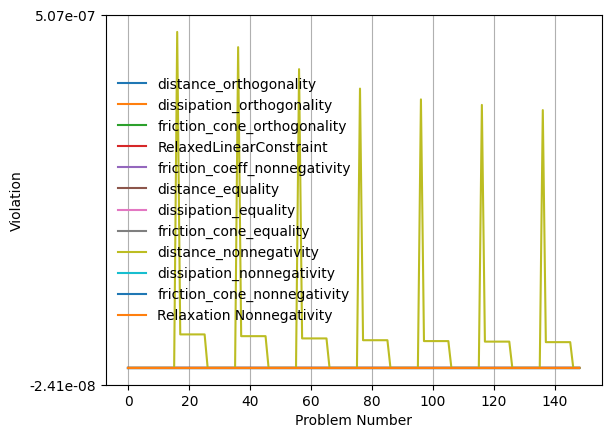 5.07e-07
distance_orthogonality
dissipation_orthogonality
friction_cone_orthogonality
RelaxedLinearConstraint
friction_coeff_nonnegativity
distance_equality
dissipation_equality
friction_cone_equality
distance_nonnegativity
dissipation_nonnegativity
friction_cone_nonnegativity
Relaxation Nonnegativity
Violation
-2.41e-08
0 20 40 60 80 100 120 140
Problem Number